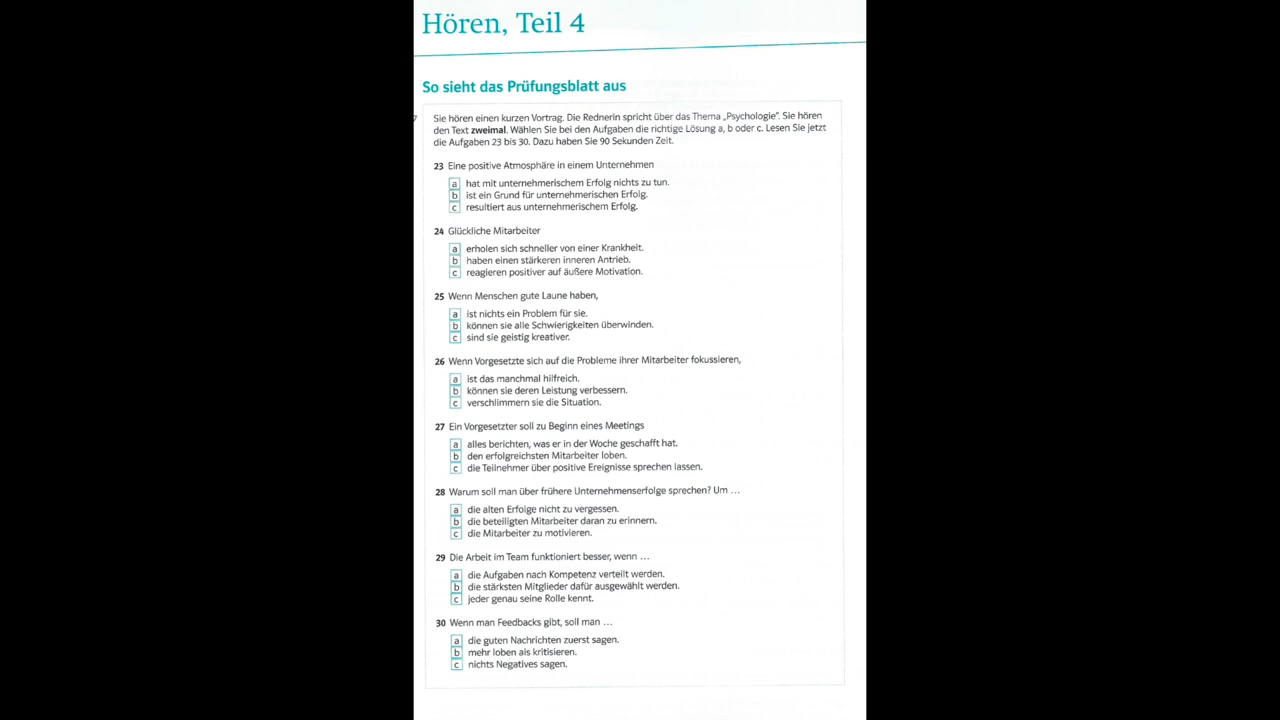 Hören, Teil 4
So sieht das Prüfungsblatt aus
Sie hören einen kurzen Vortrag. Die Rednerin spricht über das Thema „Psychologie". Sie hören
den Text zweimal. Wählen Sie bei den Aufgaben die richtige Lösung a, b oder c. Lesen Sie jetzt
die Aufgaben 23 bis 30. Dazu haben Sie 90 Sekunden Zeit.
23 Eine positive Atmosphäre in einem Unternehmen
a hat mit unternehmerischem Erfolg nichts zu tun.
b ist ein Grund für unternehmerischen Erfolg.
c resultiert aus unternehmerischem Erfolg.
24 Glückliche Mitarbeiter
a erholen sich schneller von einer Krankheit.
b haben einen stärkeren inneren Antrieb.
c reagieren positiver auf äußere Motivation.
25 Wenn Menschen gute Laune haben,
a ist nichts ein Problem für sie.
b können sie alle Schwierigkeiten überwinden.
c sind sie geistig kreativer.
26 Wenn Vorgesetzte sich auf die Probleme ihrer Mitarbeiter fokussieren,
a ist das manchmal hilfreich.
b können sie deren Leistung verbessern.
c verschlimmern sie die Situation.
27 Ein Vorgesetzter soll zu Beginn eines Meetings
a alles berichten, was er in der Woche geschafft hat.
b den erfolgreichsten Mitarbeiter loben.
c die Teilnehmer über positive Ereignisse sprechen lassen.
28 Warum soll man über frühere Unternehmenserfolge sprechen? Um …
a die alten Erfolge nicht zu vergessen.
b die beteiligten Mitarbeiter daran zu erinnern.
c die Mitarbeiter zu motivieren.
29 Die Arbeit im Team funktioniert besser, wenn …
a die Aufgaben nach Kompetenz verteilt werden.
b die stärksten Mitglieder dafür ausgewählt werden.
c jeder genau seine Rolle kennt.
30 Wenn man Feedbacks gibt, soll man …
a die guten Nachrichten zuerst sagen.
b mehr loben als kritisieren.
c nichts Negatives sagen.